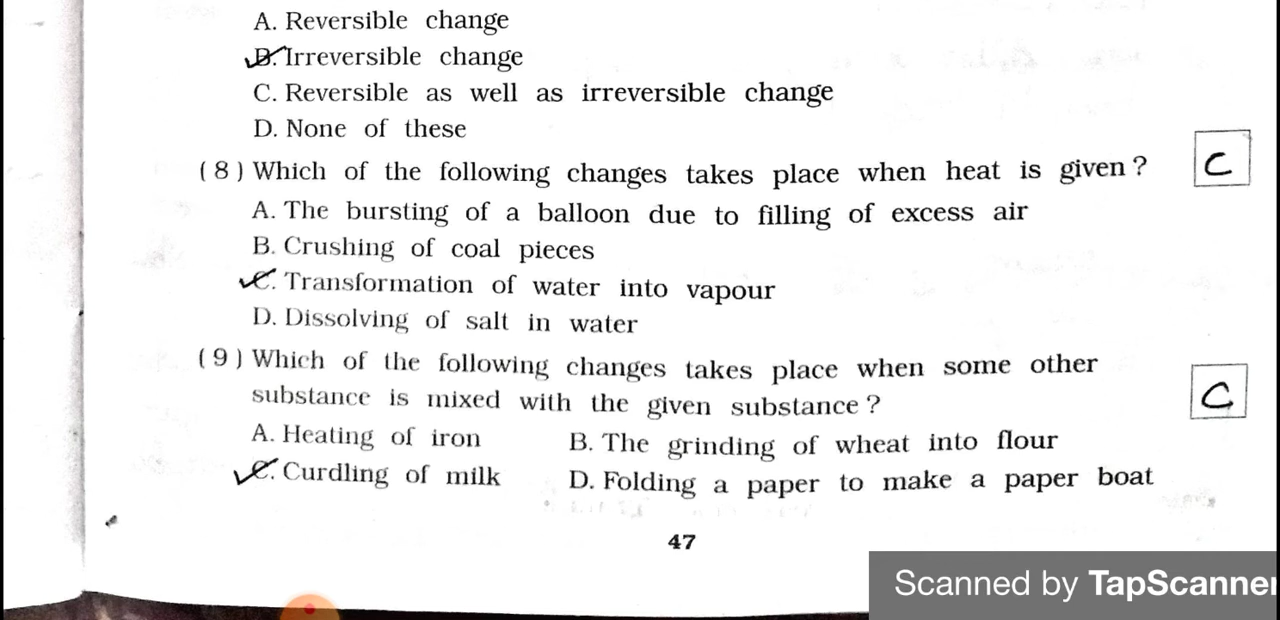 A. Reversible change
B. Irreversible change
C. Reversible as well as irreversible change
D. None of these
(8) Which of the following changes takes place when heat is given? C
A. The bursting of a balloon due to filling of excess air
B. Crushing of coal pieces
C. Transformation of water into vapour
D. Dissolving of salt in water
(9) Which of the following changes takes place when some other
substance is mixed with the given substance? C
A. Heating of iron B. The grinding of wheat into flour
C. Curdling of milk D. Folding a paper to make a paper boat
47
Scanned by TapScanner